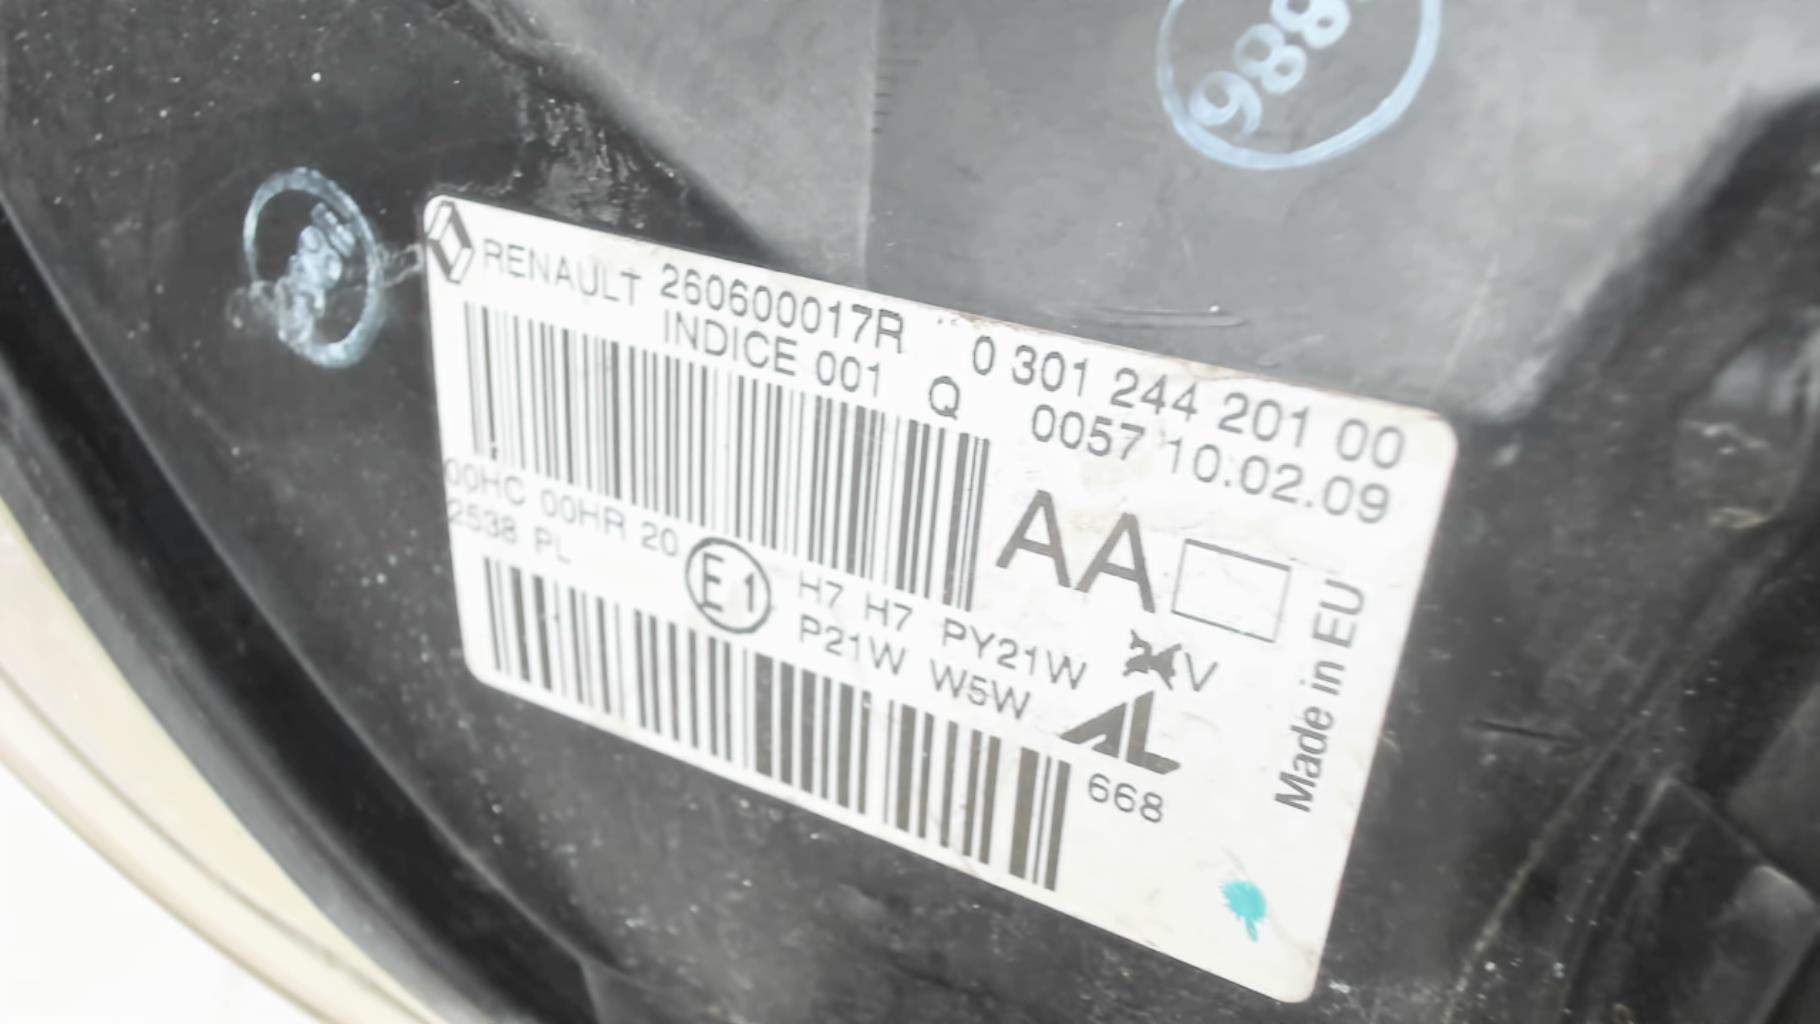 RENAULT 260600017R 0 301 244 201 00
INDICE 001 Q 0057 10.02.09
AA
00HC 00HR 20
2538 PL
E1
H7 H7 PY21W V
P21W W5W
AL
668
Made in EU